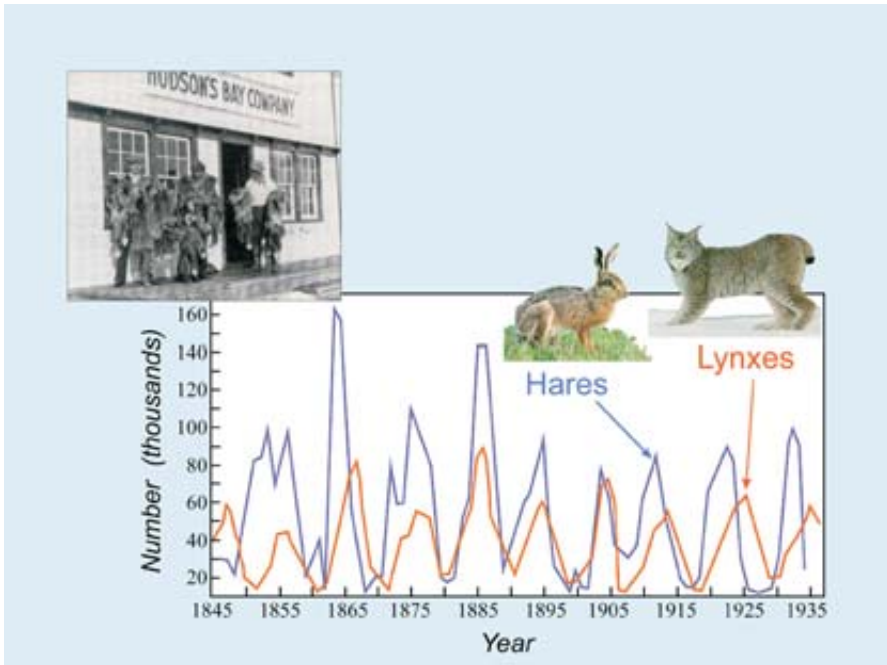 HUDSON'S BAY COMPANY
Number (thousands)
160
140
120
100
80
60
40
20
Hares
Lynxes
1845 1855 1865 1875 1885 1895 1905 1915 1925 1935
Year